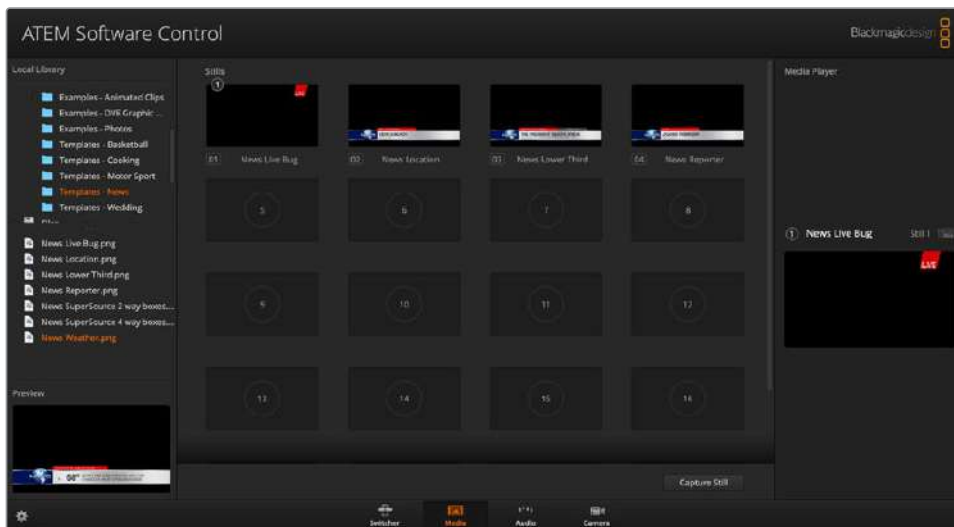 ATEM Software Control
Blackmagicdesign
Local Library
Examples - Animated Clips
Examples - DVE Graphic ...
Examples - Photos
Templates - Basketball
Templates - Cooking
Templates - Motor Sport
Templates - News
Templates - Wedding
News Live Bug.png
News Location.png
News Lower Third.png
News Reporter.png
News SuperSource 2 way boxes....
News SuperSource 4 way boxes....
News Weather.png
Preview
Stills
1
LIVE
01 News Live Bug
02 News Location
03 News Lower Third
04 News Reporter
5
6
7
8
9
10
11
12
13
14
15
16
Capture Still
Media Player
1 News Live Bug Still 1
LIVE
Switcher
Media
Audio
Camera